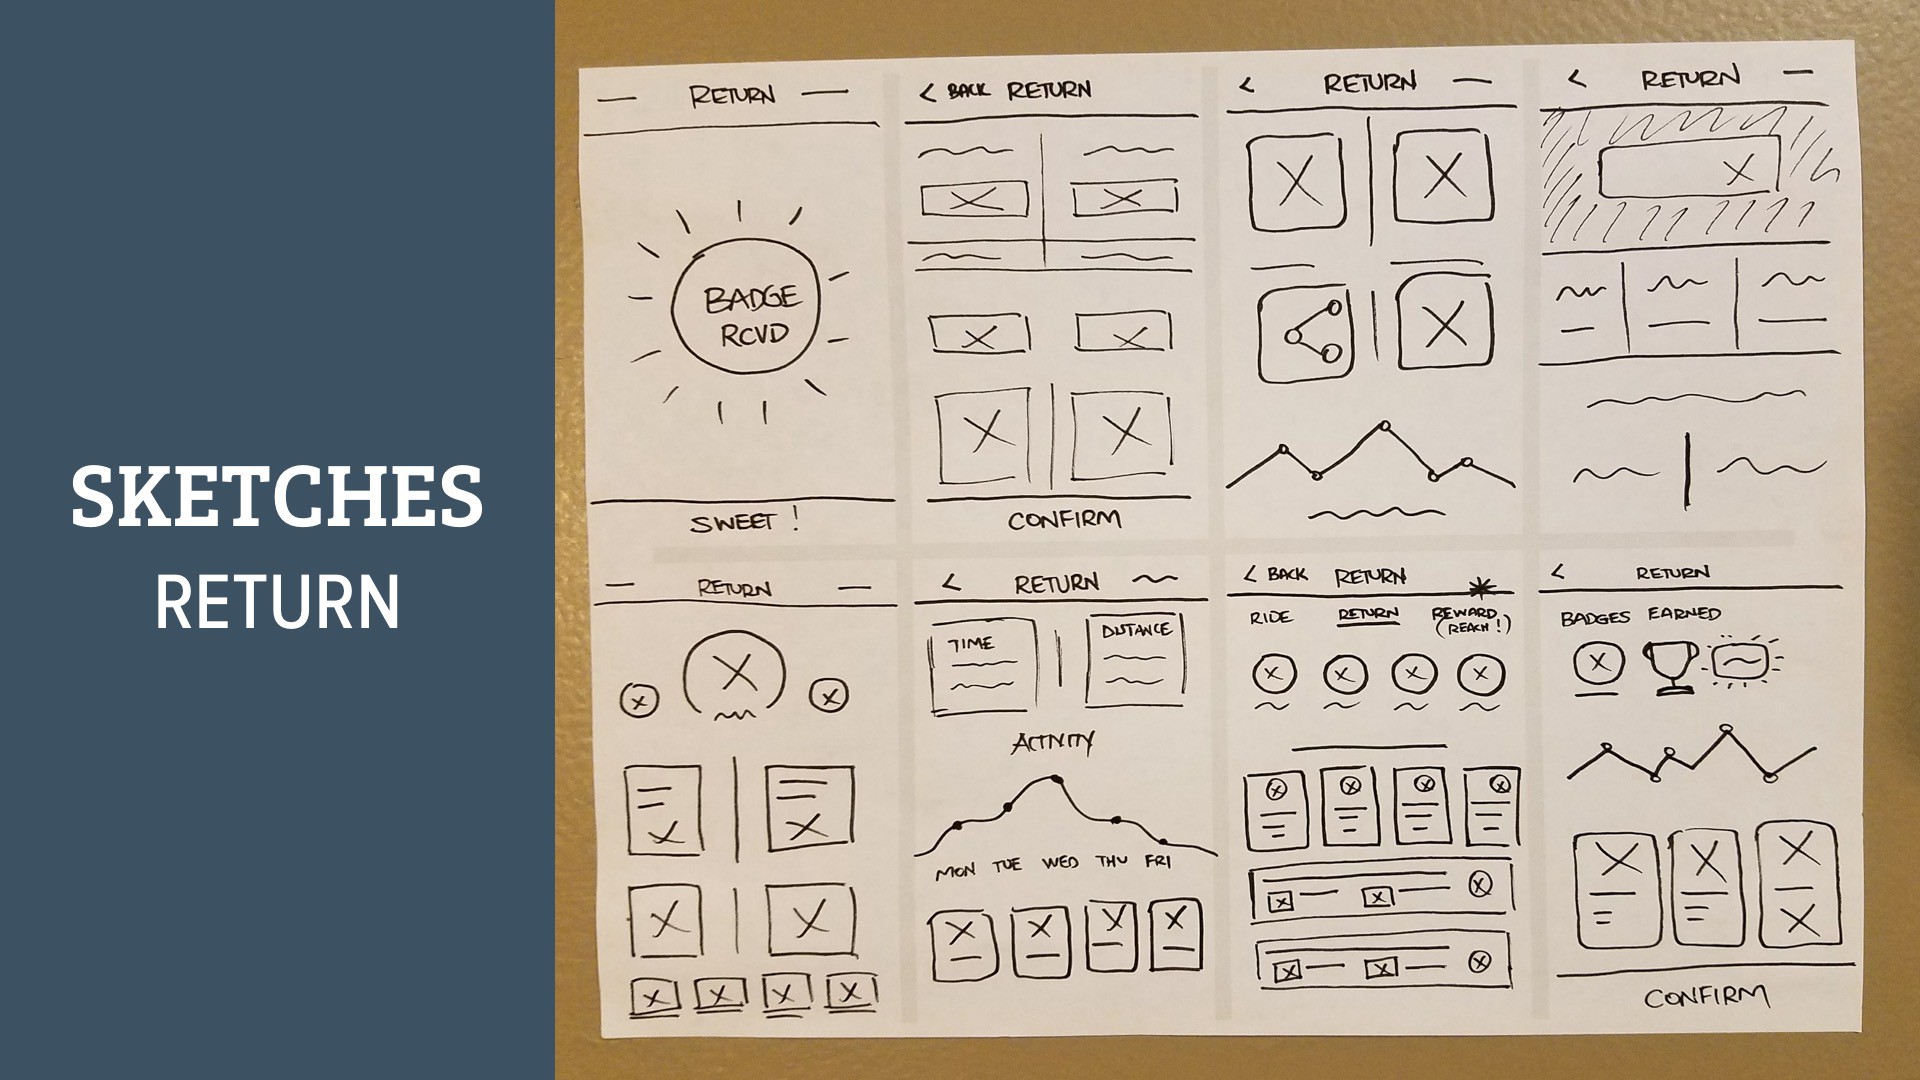 SKETCHES
RETURN
RETURN
BADGE
RCVD
SWEET!
< BACK RETURN
CONFIRM
< RETURN
< RETURN
RETURN
< RETURN
TIME
DISTANCE
ACTIVITY
MON TUE WED THU FRI
< BACK RETURN
RIDE RETURN REWARD
(REACH!)
< RETURN
BADGES EARNED
CONFIRM